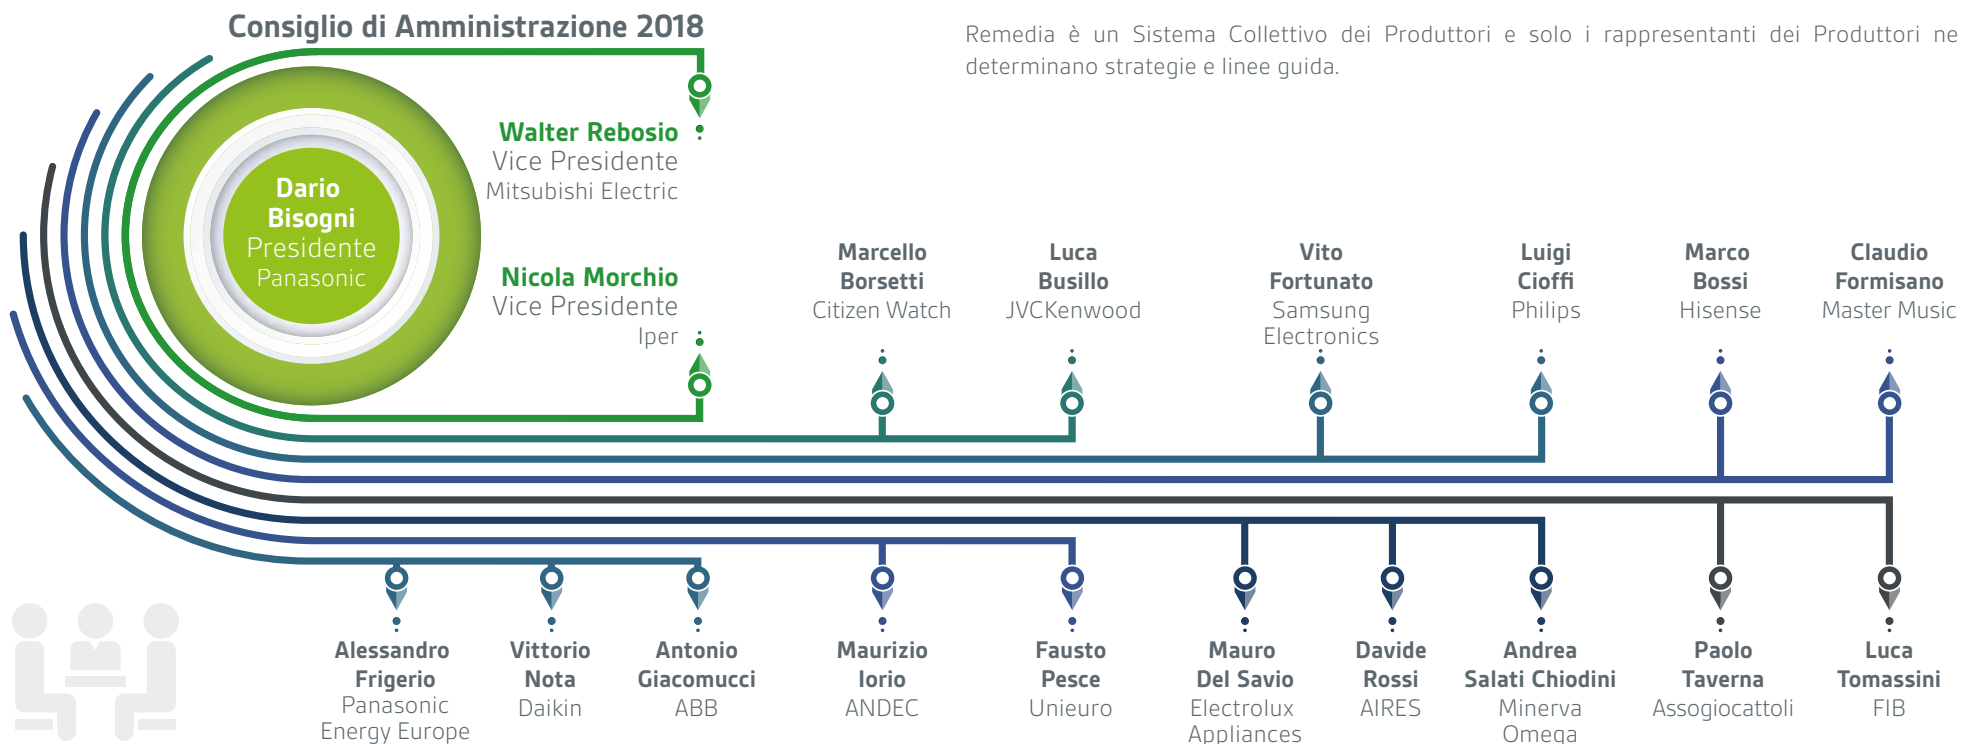 Consiglio di Amministrazione 2018
Remedia è un Sistema Collettivo dei Produttori e solo i rappresentanti dei Produttori ne
determinano strategie e linee guida.
Dario
Bisogni
Presidente
Panasonic
Walter Rebosio
Vice Presidente
Mitsubishi Electric
Nicola Morchio
Vice Presidente
Iper
Marcello
Borsetti
Citizen Watch
Luca
Busillo
JVCKenwood
Vito
Fortunato
Samsung
Electronics
Luigi
Cioffi
Philips
Marco
Bossi
Hisense
Claudio
Formisano
Master Music
Alessandro
Frigerio
Panasonic
Energy Europe
Vittorio
Nota
Daikin
Antonio
Giacomucci
ABB
Maurizio
Iorio
ANDEC
Fausto
Pesce
Unieuro
Mauro
Del Savio
Electrolux
Appliances
Davide
Rossi
AIRES
Andrea
Salati Chiodini
Minerva
Omega
Paolo
Taverna
Assogiocattoli
Luca
Tomassini
FIB